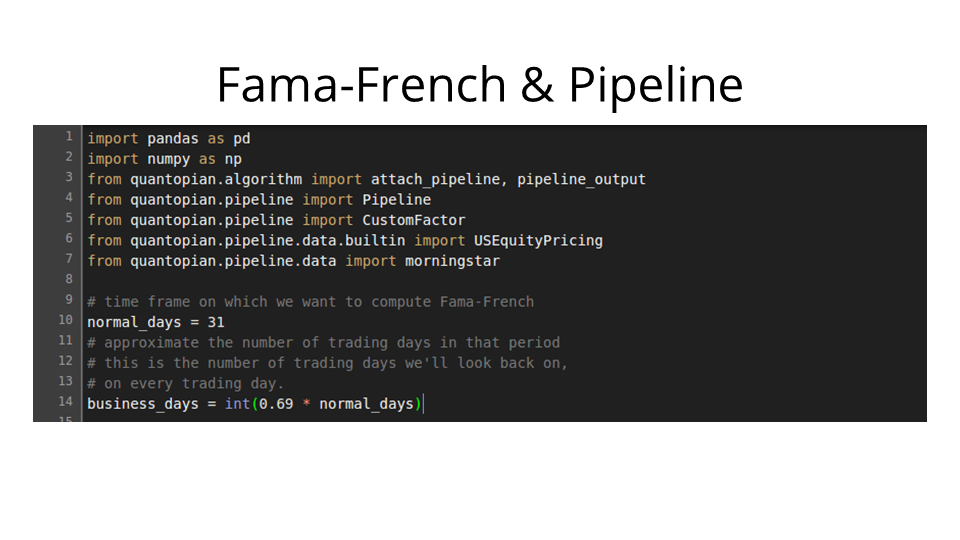 Fama-French & Pipeline
1 import pandas as pd
2 import numpy as np
3 from quantopian.algorithm import attach_pipeline, pipeline_output
4 from quantopian.pipeline import Pipeline
5 from quantopian.pipeline import CustomFactor
6 from quantopian.pipeline.data.builtin import USEquityPricing
7 from quantopian.pipeline.data import morningstar
8
9 # time frame on which we want to compute Fama-French
10 normal_days = 31
11 # approximate the number of trading days in that period
12 # this is the number of trading days we'll look back on,
13 # on every trading day.
14 business_days = int(0.69 * normal_days)
15